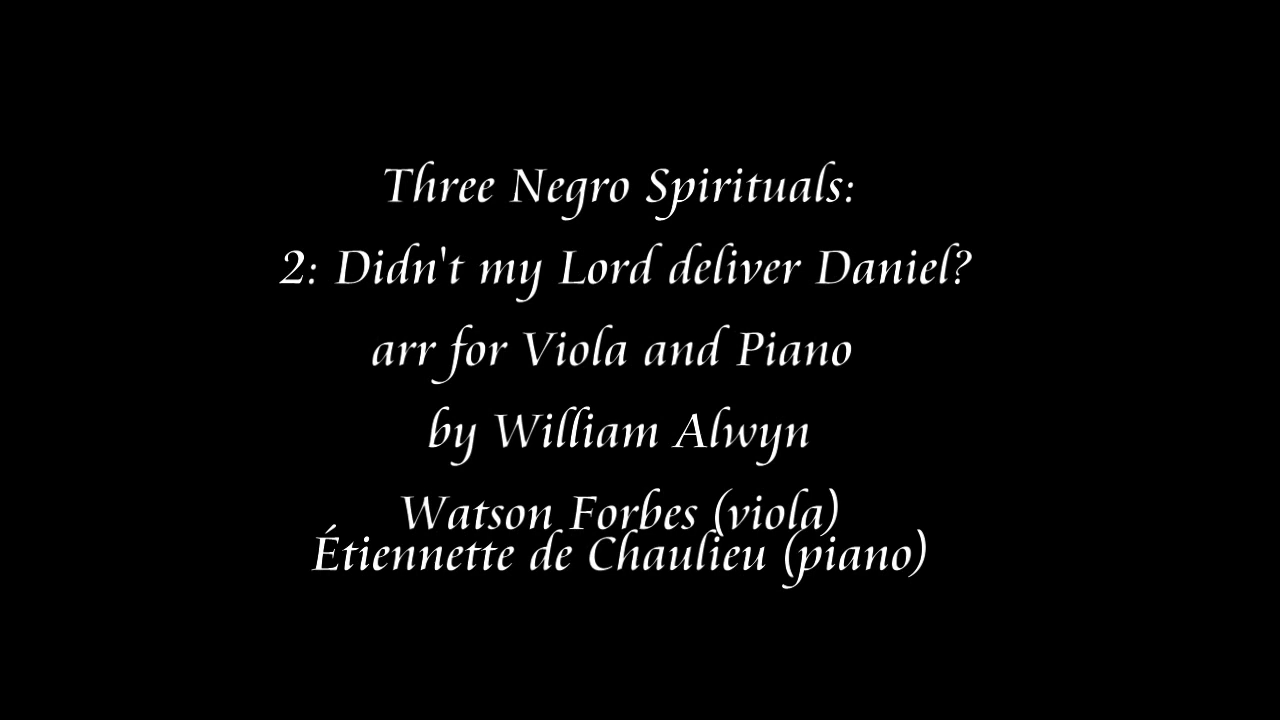 Three Negro Spirituals:
2: Didn't my Lord deliver Daniel?
arr for Viola and Piano
by William Alwyn
Watson Forbes (viola)
Étiennette de Chaulieu (piano)